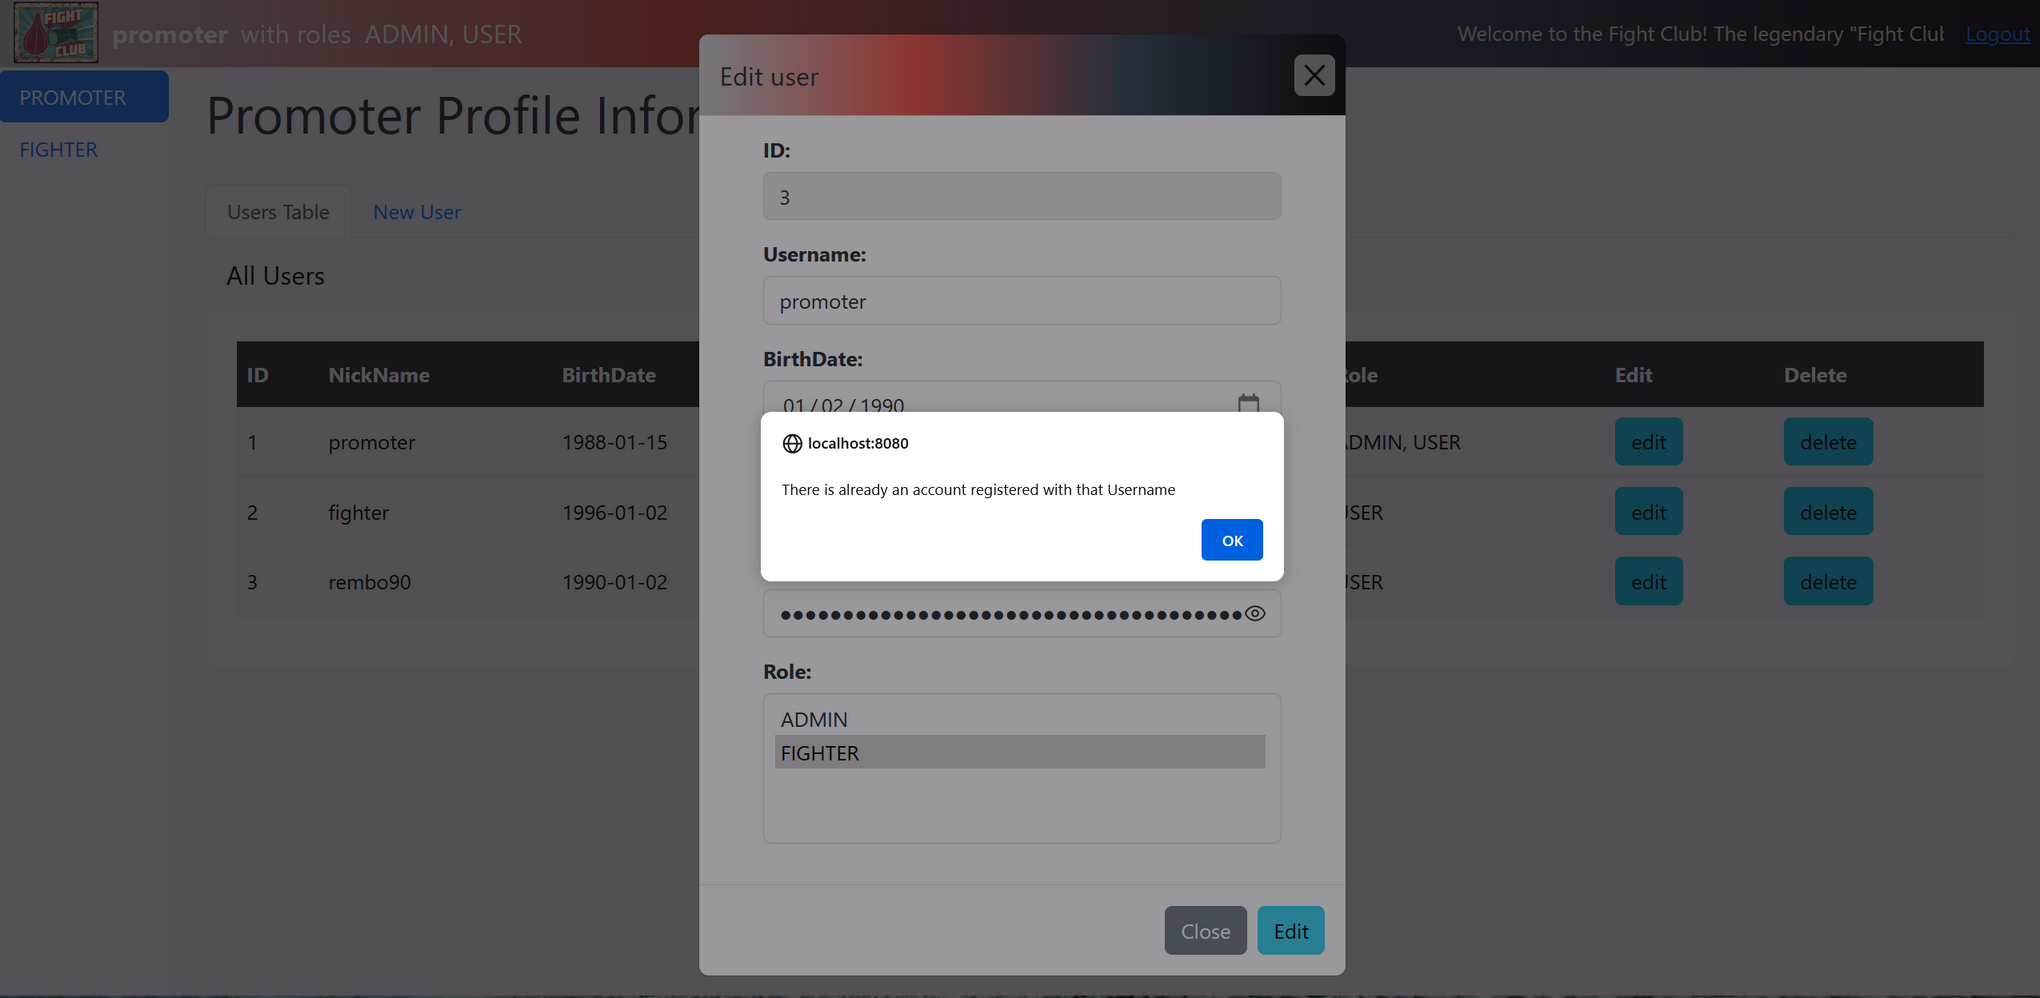 FIGHT
CLUB
promoter with roles ADMIN, USER
Welcome to the Fight Club! The legendary "Fight Clu
Logout
PROMOTER
FIGHTER
Promoter Profile Infor
Users Table
New User
All Users
ID NickName BirthDate ole Edit Delete
1 promoter 1988-01-15 ADMIN, USER edit delete
2 fighter 1996-01-02 USER edit delete
3 rembo90 1990-01-02 USER edit delete
Edit user
ID:
3
Username:
promoter
BirthDate:
01 / 02 / 1990
localhost:8080
There is already an account registered with that Username
OK
Role:
ADMIN
FIGHTER
Close
Edit